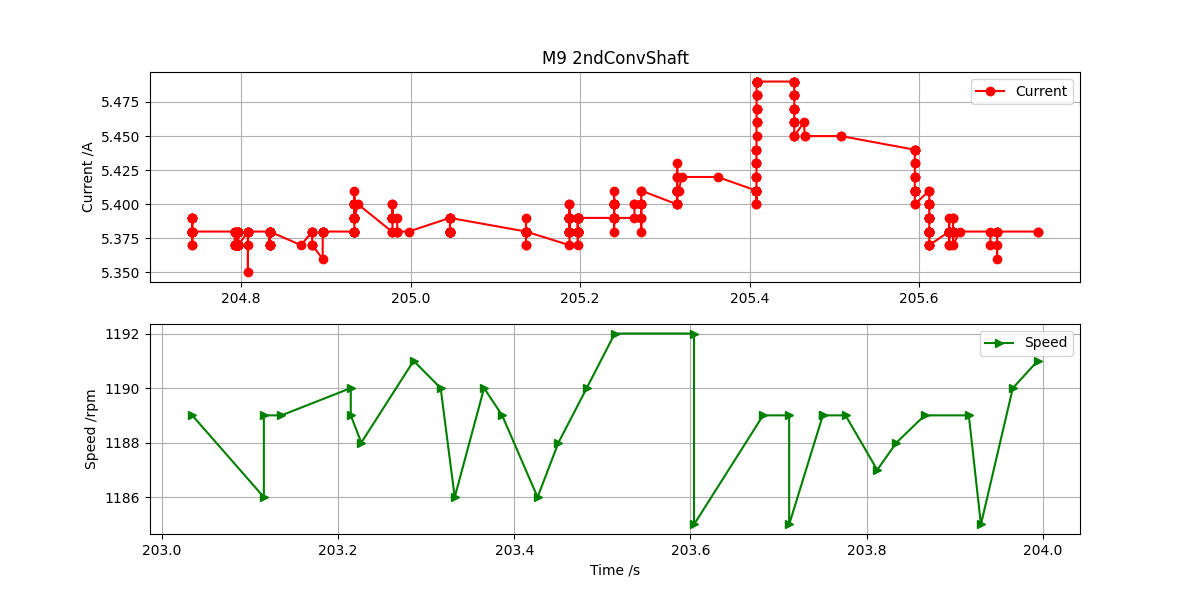 M9 2ndConvShaft
Current /A
5.475
5.450
5.425
5.400
5.375
5.350
Current
204.8 205.0 205.2 205.4 205.6
Speed /rpm
1192
1190
1188
1186
Speed
203.0 203.2 203.4 203.6 203.8 204.0
Time /s